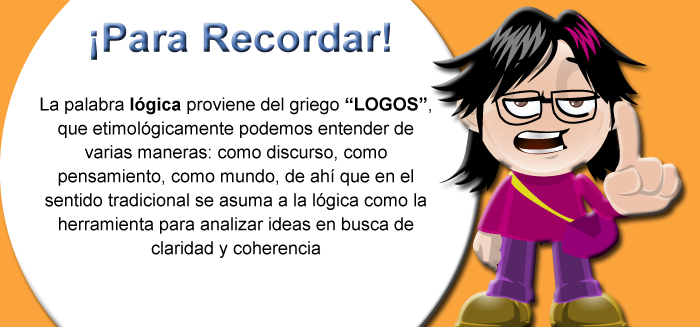 ¡Para Recordar!
La palabra lógica proviene del griego “LOGOS”,
que etimológicamente podemos entender de
varias maneras: como discurso, como
pensamiento, como mundo, de ahí que en el
sentido tradicional se asuma a la lógica como la
herramienta para analizar ideas en busca de
claridad y coherencia